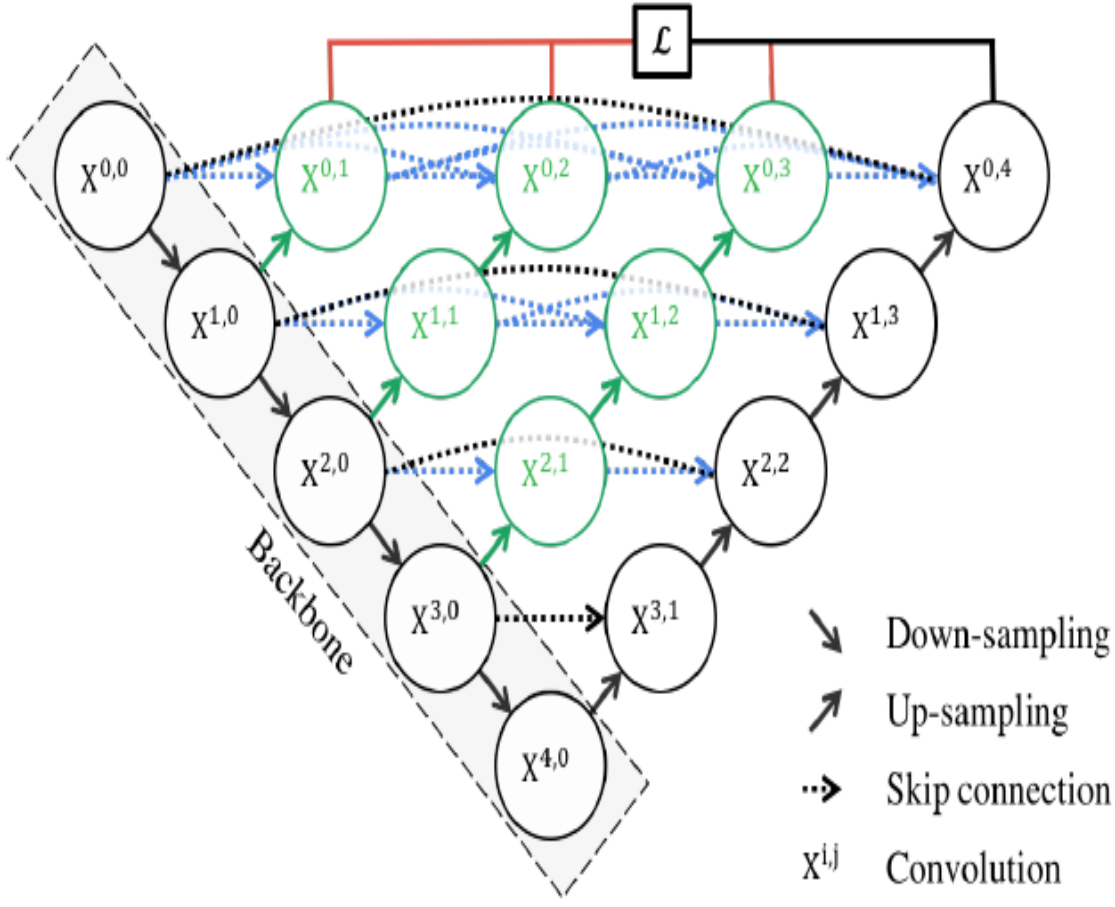 ℒ
X^0,0 X^0,1 X^0,2 X^0,3 X^0,4
X^1,0 X^1,1 X^1,2 X^1,3
X^2,0 X^2,1 X^2,2
Backbone
X^3,0 X^3,1
X^4,0
Down-sampling
Up-sampling
Skip connection
X^i,j Convolution